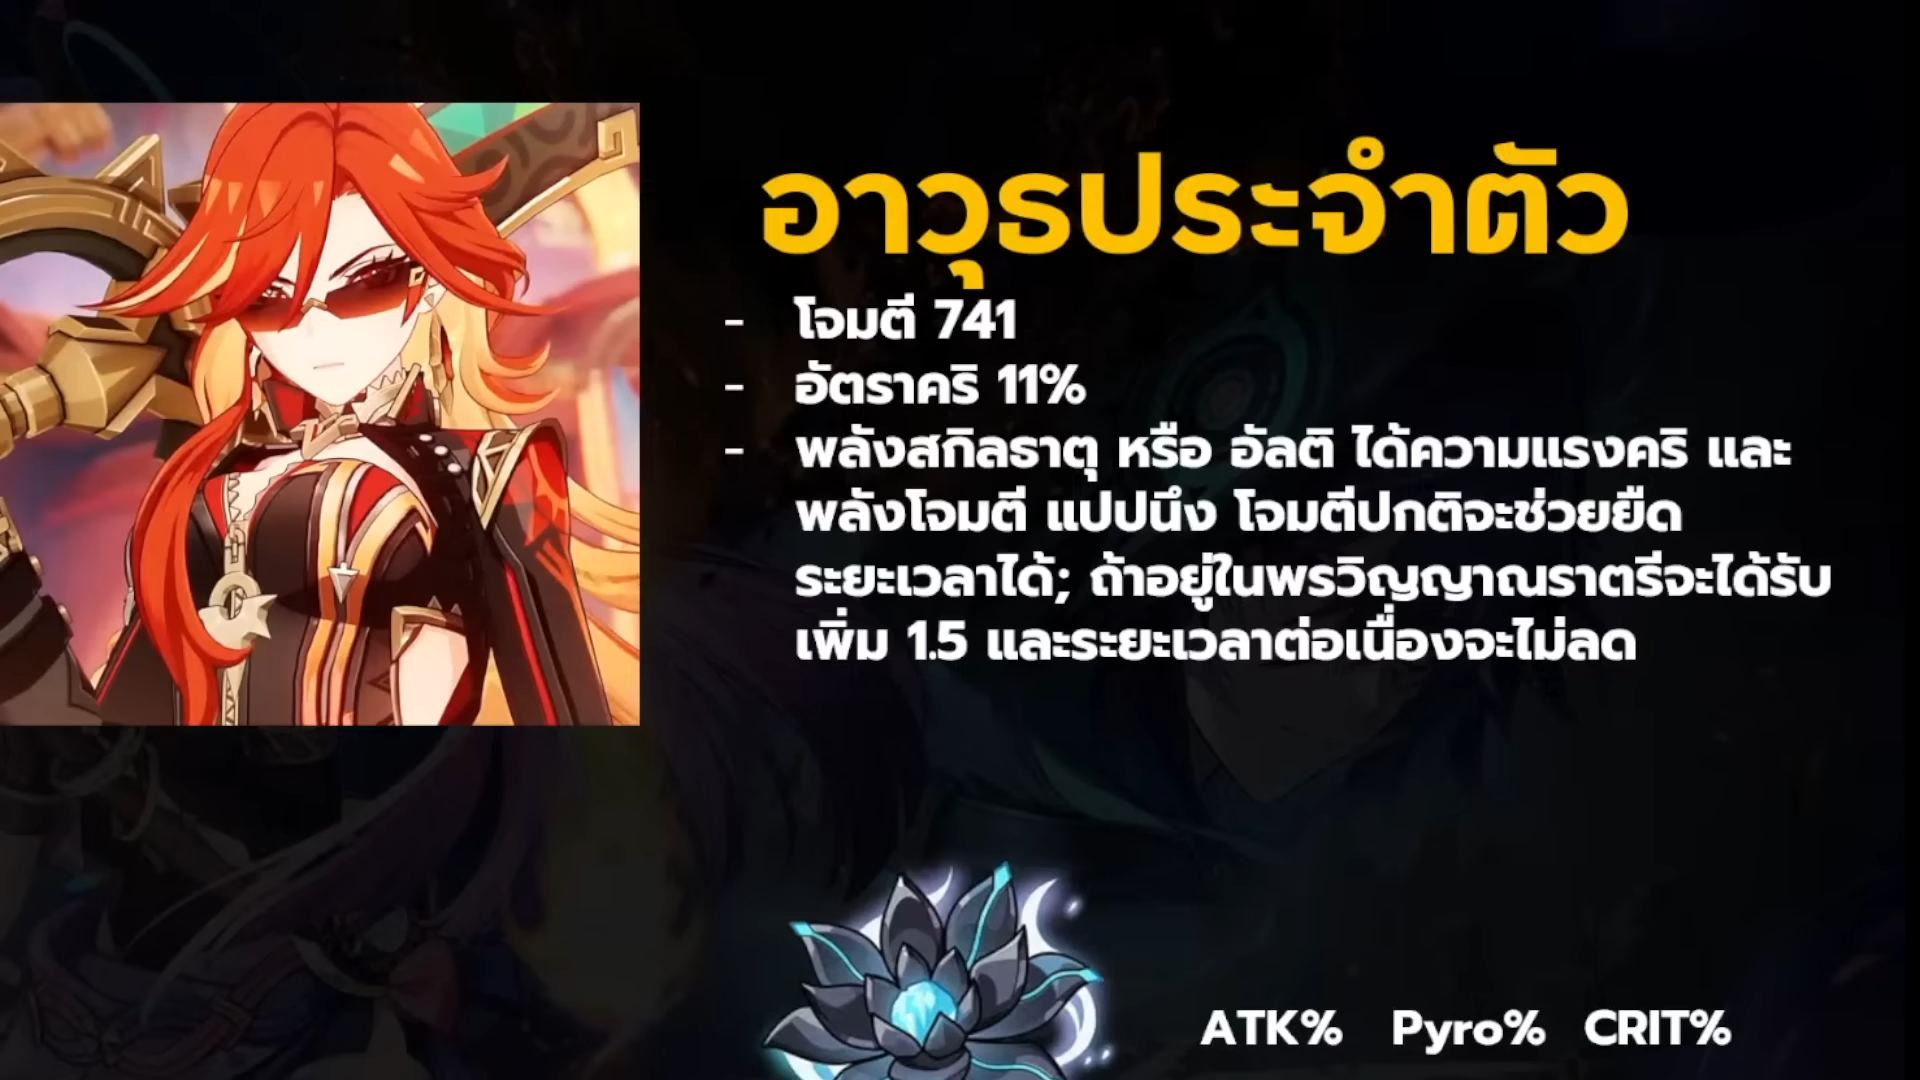 อาวุธประจำตัว
- โจมตี 741
- อัตราคริ 11%
- พลังสกิลธาตุ หรือ อัลติ ได้ความแรงคริ และ
พลังโจมตี แปปนึง โจมตีปกติจะช่วยยืด
ระยะเวลาได้; ถ้าอยู่ในพรวิญญาณราตรีจะได้รับ
เพิ่ม 1.5 และระยะเวลาต่อเนื่องจะไม่ลด
ATK% Pyro% CRIT%